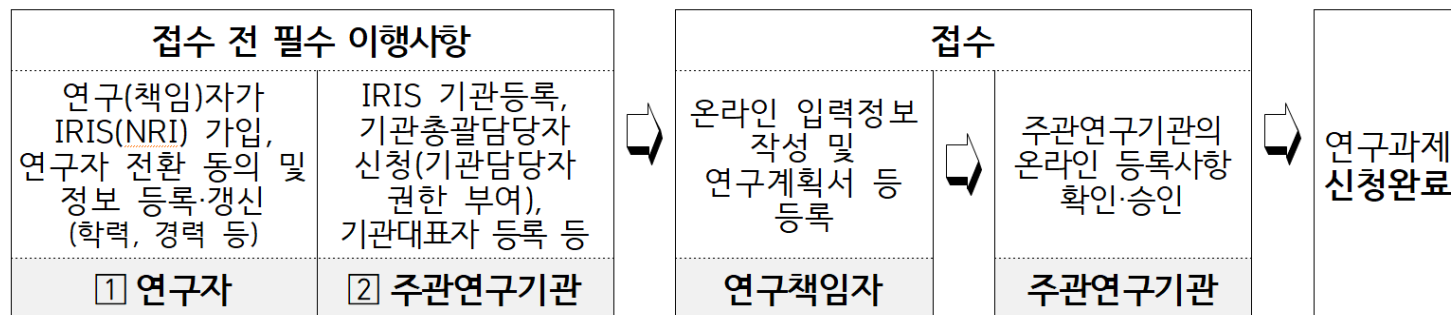 접수 전 필수 이행사항
연구(책임)자가
IRIS(NRI) 가입,
연구자 전환 동의 및
정보 등록·갱신
(학력, 경력 등)
1 연구자
IRIS 기관등록,
기관총괄담당자
신청(기관담당자
권한 부여),
기관대표자 등록 등
2 주관연구기관
접수
온라인 입력정보
작성 및
연구계획서 등
등록
연구책임자
주관연구기관의
온라인 등록사항
확인·승인
주관연구기관
연구과제
신청완료